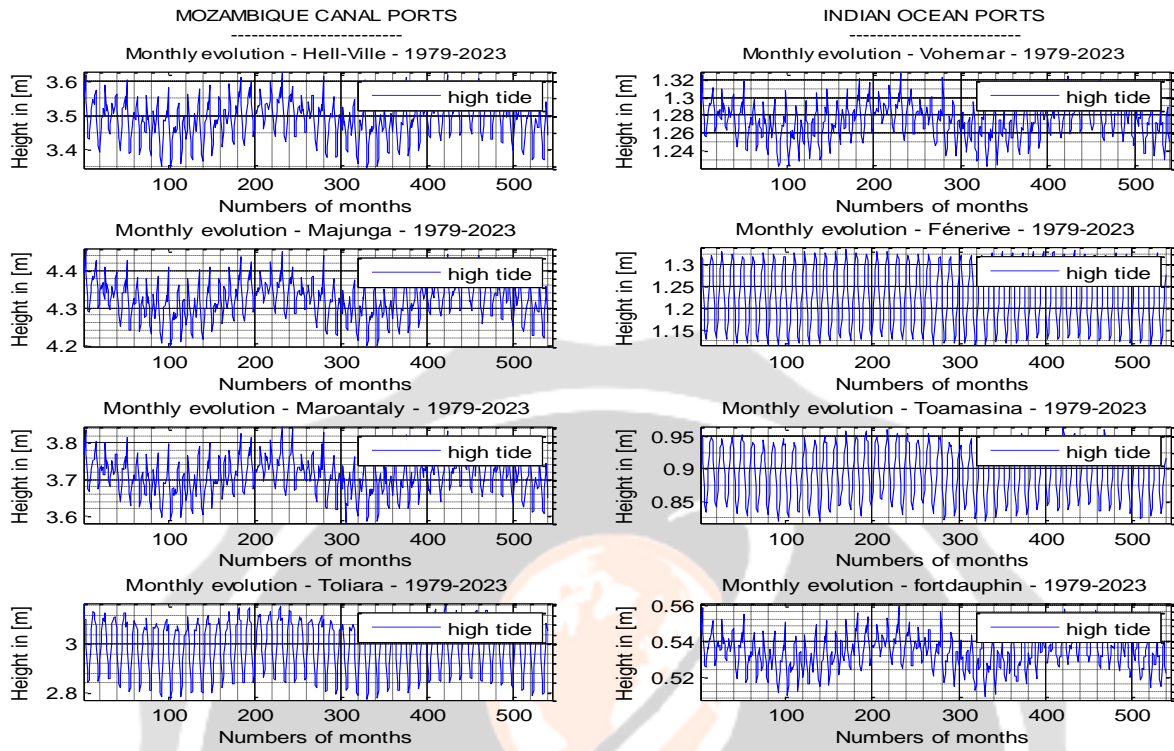 MOZAMBIQUE CANAL PORTS
------------------------
Monthly evolution - Hell-Ville - 1979-2023
Height in [m]
3.6
3.5
3.4
high tide
100 200 300 400 500
Numbers of months
Monthly evolution - Majunga - 1979-2023
Height in [m]
4.4
4.3
4.2
high tide
100 200 300 400 500
Numbers of months
Monthly evolution - Maroantaly - 1979-2023
Height in [m]
3.8
3.7
3.6
high tide
100 200 300 400 500
Numbers of months
Monthly evolution - Toliara - 1979-2023
Height in [m]
3
2.8
high tide
100 200 300 400 500
Numbers of months
INDIAN OCEAN PORTS
------------------------
Monthly evolution - Vohemar - 1979-2023
Height in [m]
1.32
1.3
1.28
1.26
1.24
high tide
100 200 300 400 500
Numbers of months
Monthly evolution - Fénerive - 1979-2023
Height in [m]
1.3
1.25
1.2
1.15
high tide
100 200 300 400 500
Numbers of months
Monthly evolution - Toamasina - 1979-2023
Height in [m]
0.95
0.9
0.85
high tide
100 200 300 400 500
Numbers of months
Monthly evolution - fortdauphin - 1979-2023
Height in [m]
0.56
0.54
0.52
high tide
100 200 300 400 500
Numbers of months